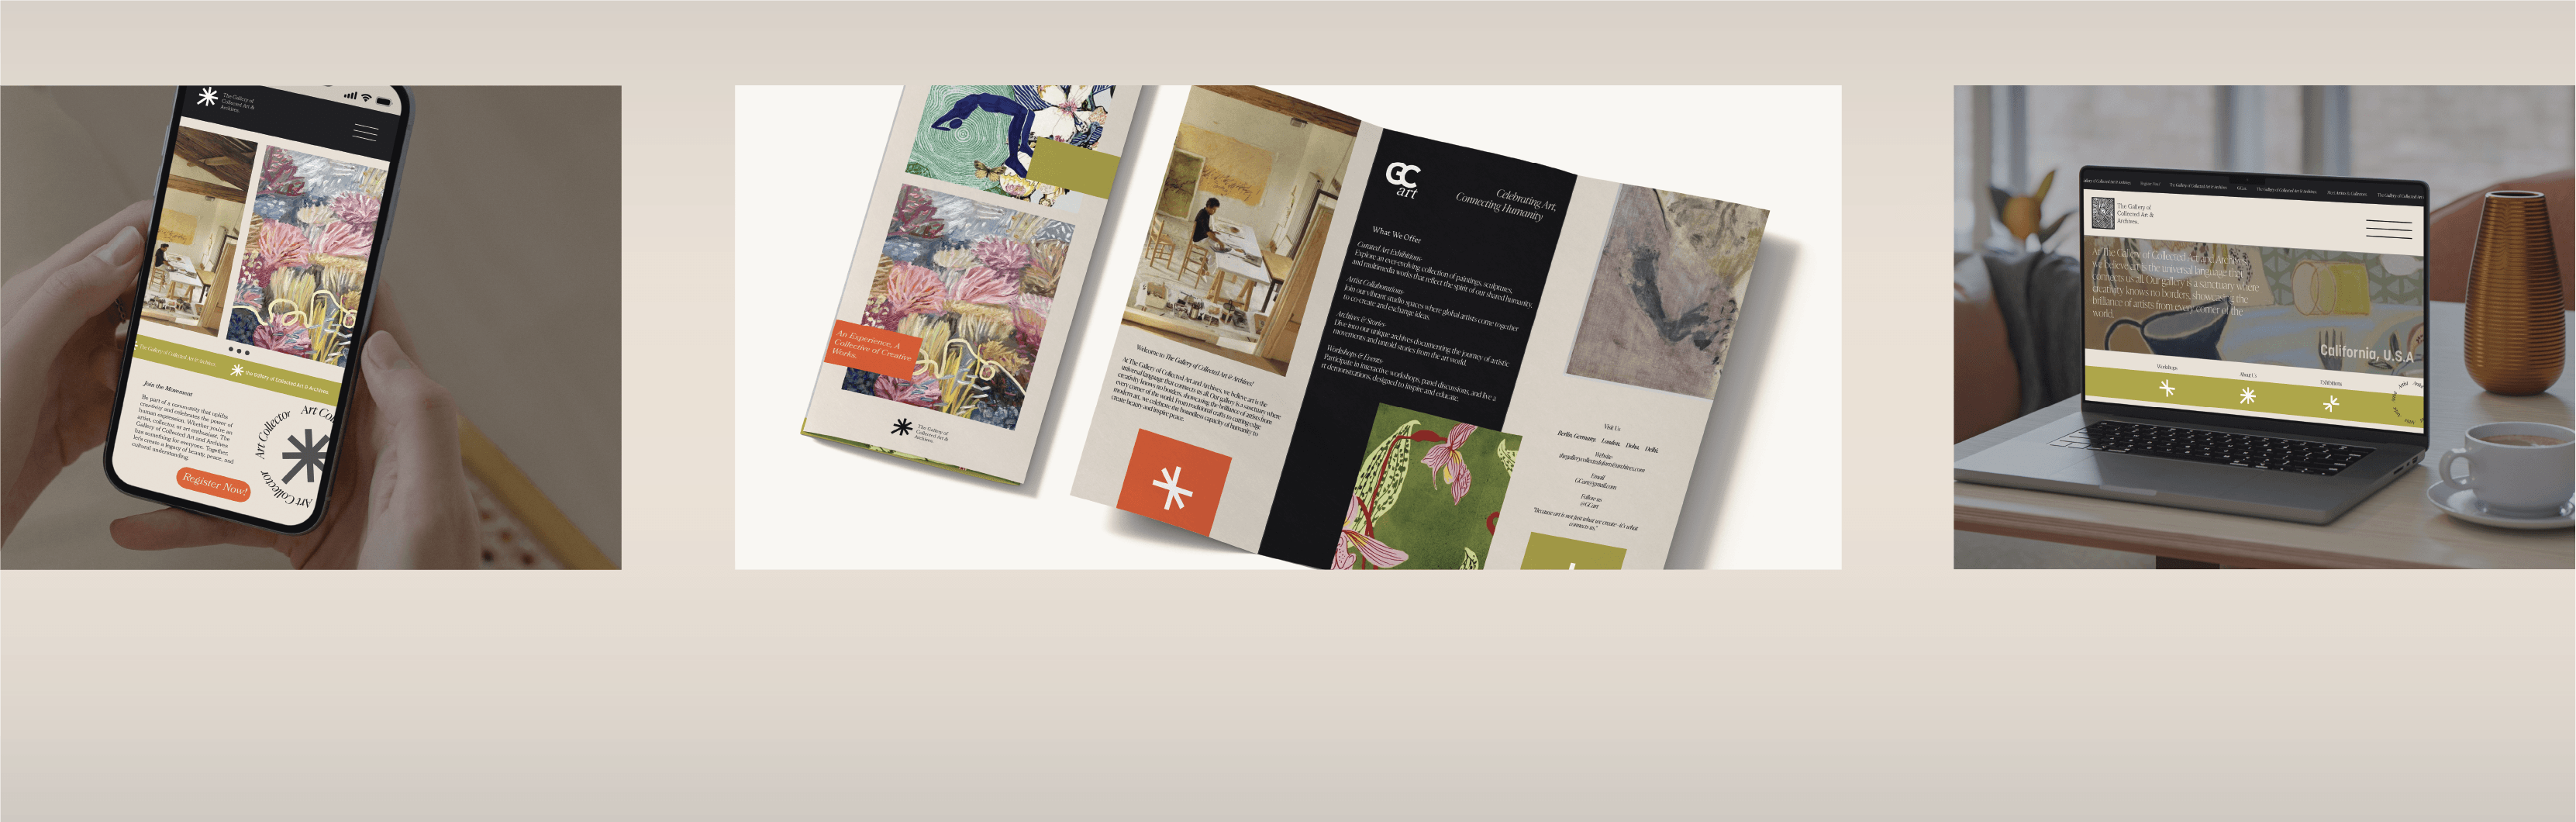 The Gallery of
Collected Art &
Archives.
The Gallery of Collected Art & Archives.
the Gallery of Collected Art & Archives.
Join the Movement
Be part of a community that uplifts
creativity and celebrates the power of
human expression. Whether you're an
artist, collector, or art enthusiast, The
Gallery of Collected Art and Archives
has something for everyone. Together,
let's create a legacy of beauty, peace, and
cultural understanding.
Register Now!
Art Collector
Art Col
Art Collector
An Experience, A
Collective of Creative
Works.
The Gallery of
Collected Art &
Archives.
Welcome to The Gallery of Collected Art & Archives!
At The Gallery of Collected Art and Archives, we believe art is the
universal language that connects us all. Our gallery is a sanctuary where
creativity knows no borders, showcasing the brilliance of artists from
every corner of the world. From traditional crafts to cutting-edge
modern art, we celebrate the boundless capacity of humanity to
create beauty and inspire peace.
GC
art
Celebrating Art,
Connecting Humanity
What We Offer
Curated Art Exhibitions-
Explore an ever-evolving collection of paintings, sculptures,
and multimedia works that reflect the spirit of our shared humanity.
Artist Collaborations-
Join our vibrant studio spaces where global artists come together
to co-create and exchange ideas.
Archives & Stories-
Dive into our unique archives documenting the journey of artistic
movements and untold stories from the art world.
Workshops & Events-
Participate in interactive workshops, panel discussions, and live a
rt demonstrations, designed to inspire and educate.
Visit Us
Berlin, Germany. London. Doha. Delhi.
Website-
Email
GCart@gmail.com
Follow us
@GC.art
"Because art is not just what we create- it's what
connects us."
The Gallery of Collected Art & Archives
The Gallery of
Collected Art &
Archives.
At The Gallery of Collected Art and Archives,
we believe art is the universal language that
connects us all. Our gallery is a sanctuary where
creativity knows no borders, showcasing the
brilliance of artists from every corner of the
world.
California, U.S.A
Workshops
About Us
Exhibitions